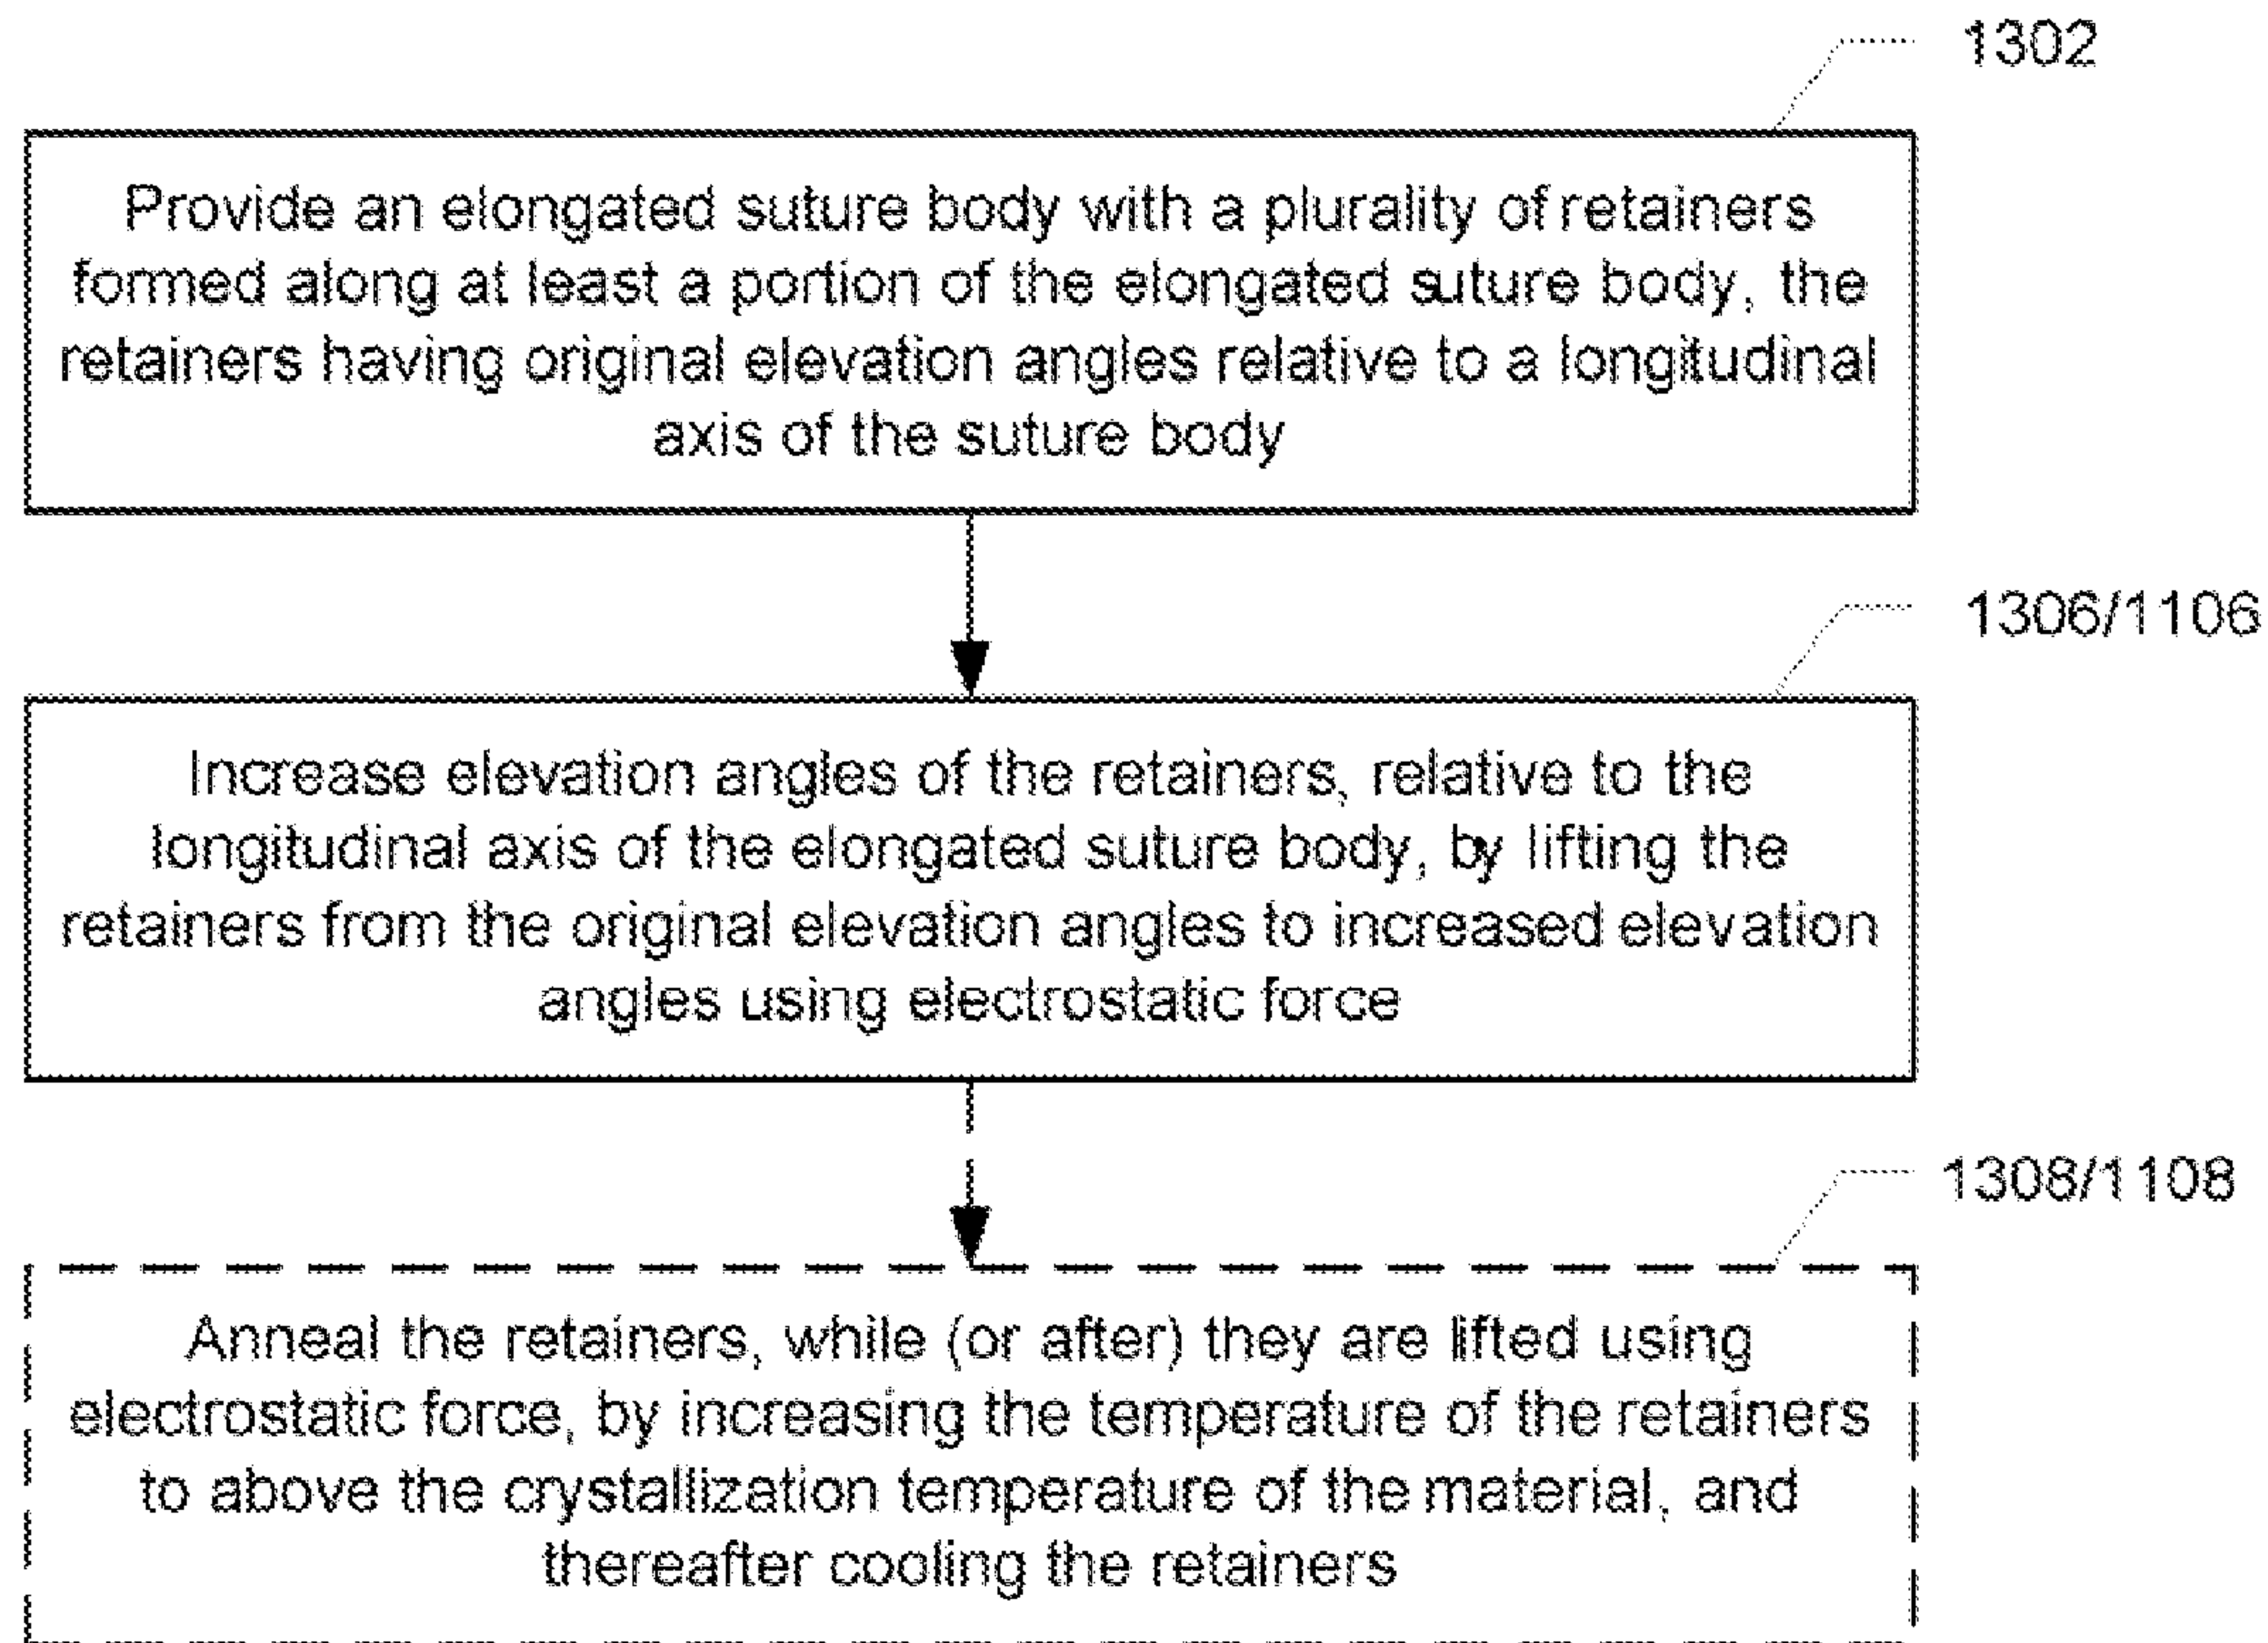 1302
Provide an elongated suture body with a plurality of retainers
formed along at least a portion of the elongated suture body, the
retainers having original elevation angles relative to a longitudinal
axis of the suture body
1306/1106
Increase elevation angles of the retainers, relative to the
longitudinal axis of the elongated suture body, by lifting the
retainers from the original elevation angles to increased elevation
angles using electrostatic force
1308/1108
Anneal the retainers, while (or after) they are lifted using
electrostatic force, by increasing the temperature of the retainers
to above the crystallization temperature of the material, and
thereafter cooling the retainers